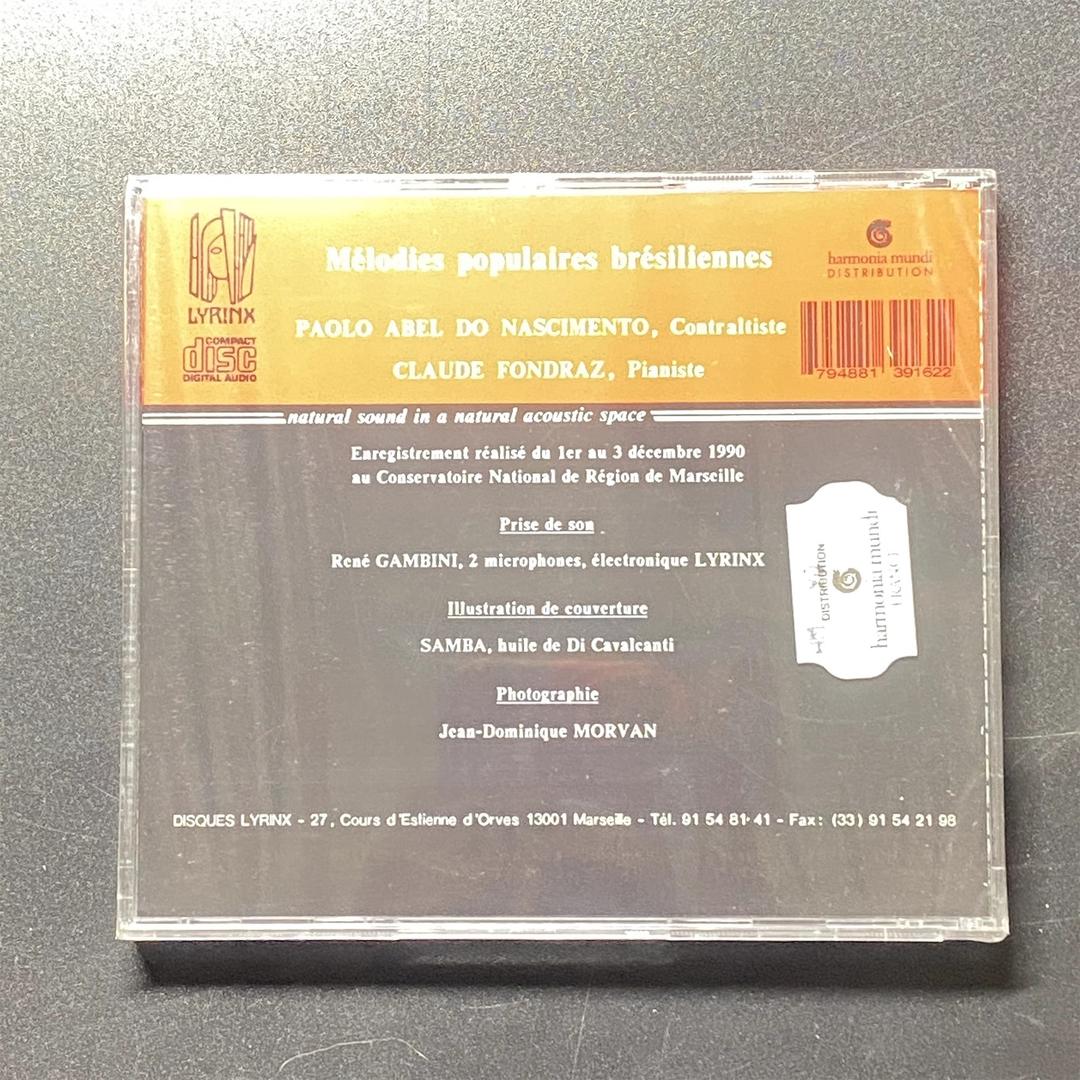 Mélodies populaires brésiliennes
harmonia mundi
DISTRIBUTION
LYRINX
COMPACT
disc
DIGITAL AUDIO
PAOLO ABEL DO NASCIMENTO, Contraltiste
CLAUDE FONDRAZ, Pianiste
794881 391622
natural sound in a natural acoustic space
Enregistrement réalisé du 1er au 3 décembre 1990
au Conservatoire National de Région de Marseille
Prise de son
René GAMBINI, 2 microphones, électronique LYRINX
Illustration de couverture
SAMBA, huile de Di Cavalcanti
Photographie
Jean-Dominique MORVAN
DISTRIBUTION
harmonia mundi
DISQUES LYRINX - 27, Cours d'Estienne d'Orves 13001 Marseille - Tél. 91 54 81 41 - Fax: (33) 91 54 21 98